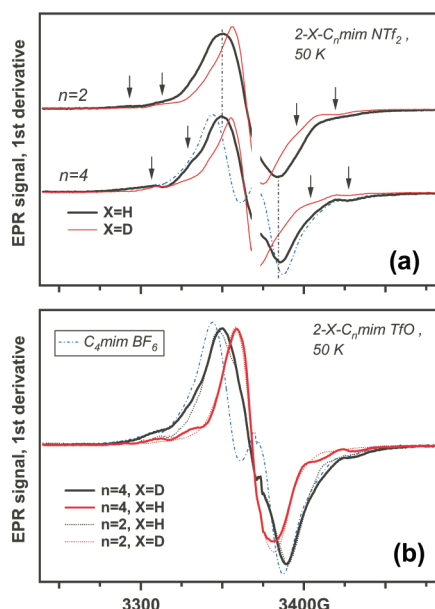 2-X-Cₙmim NTf₂ ,
50 K
n=2
n=4
X=H
X=D
(a)
EPR signal, 1st derivative
C₄mim BF₆
2-X-Cₙmim TfO ,
50 K
n=4, X=D
n=4, X=H
n=2, X=H
n=2, X=D
(b)
EPR signal, 1st derivative
3300
3400G